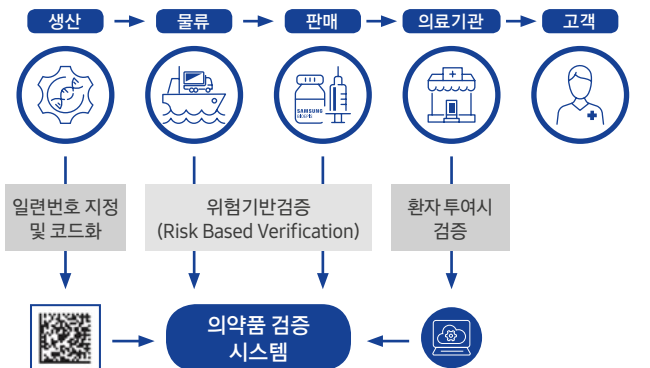 생산
물류
판매
의료기관
고객
SAMSUNG
일련번호 지정
및 코드화
위험기반검증
(Risk Based Verification)
환자 투여시
검증
의약품 검증
시스템